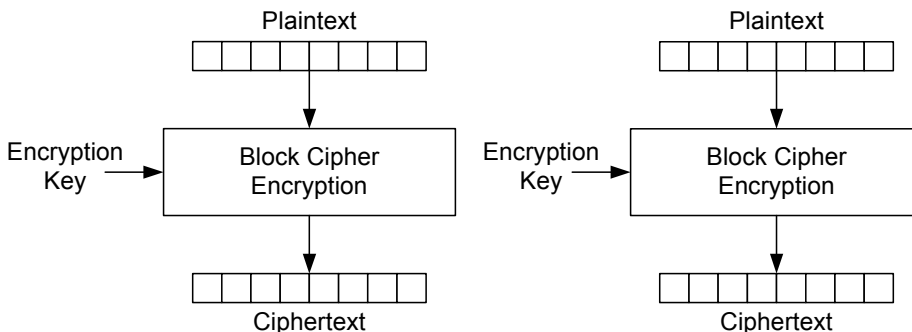 Plaintext
Encryption
Key
Block Cipher
Encryption
Ciphertext
Plaintext
Encryption
Key
Block Cipher
Encryption
Ciphertext